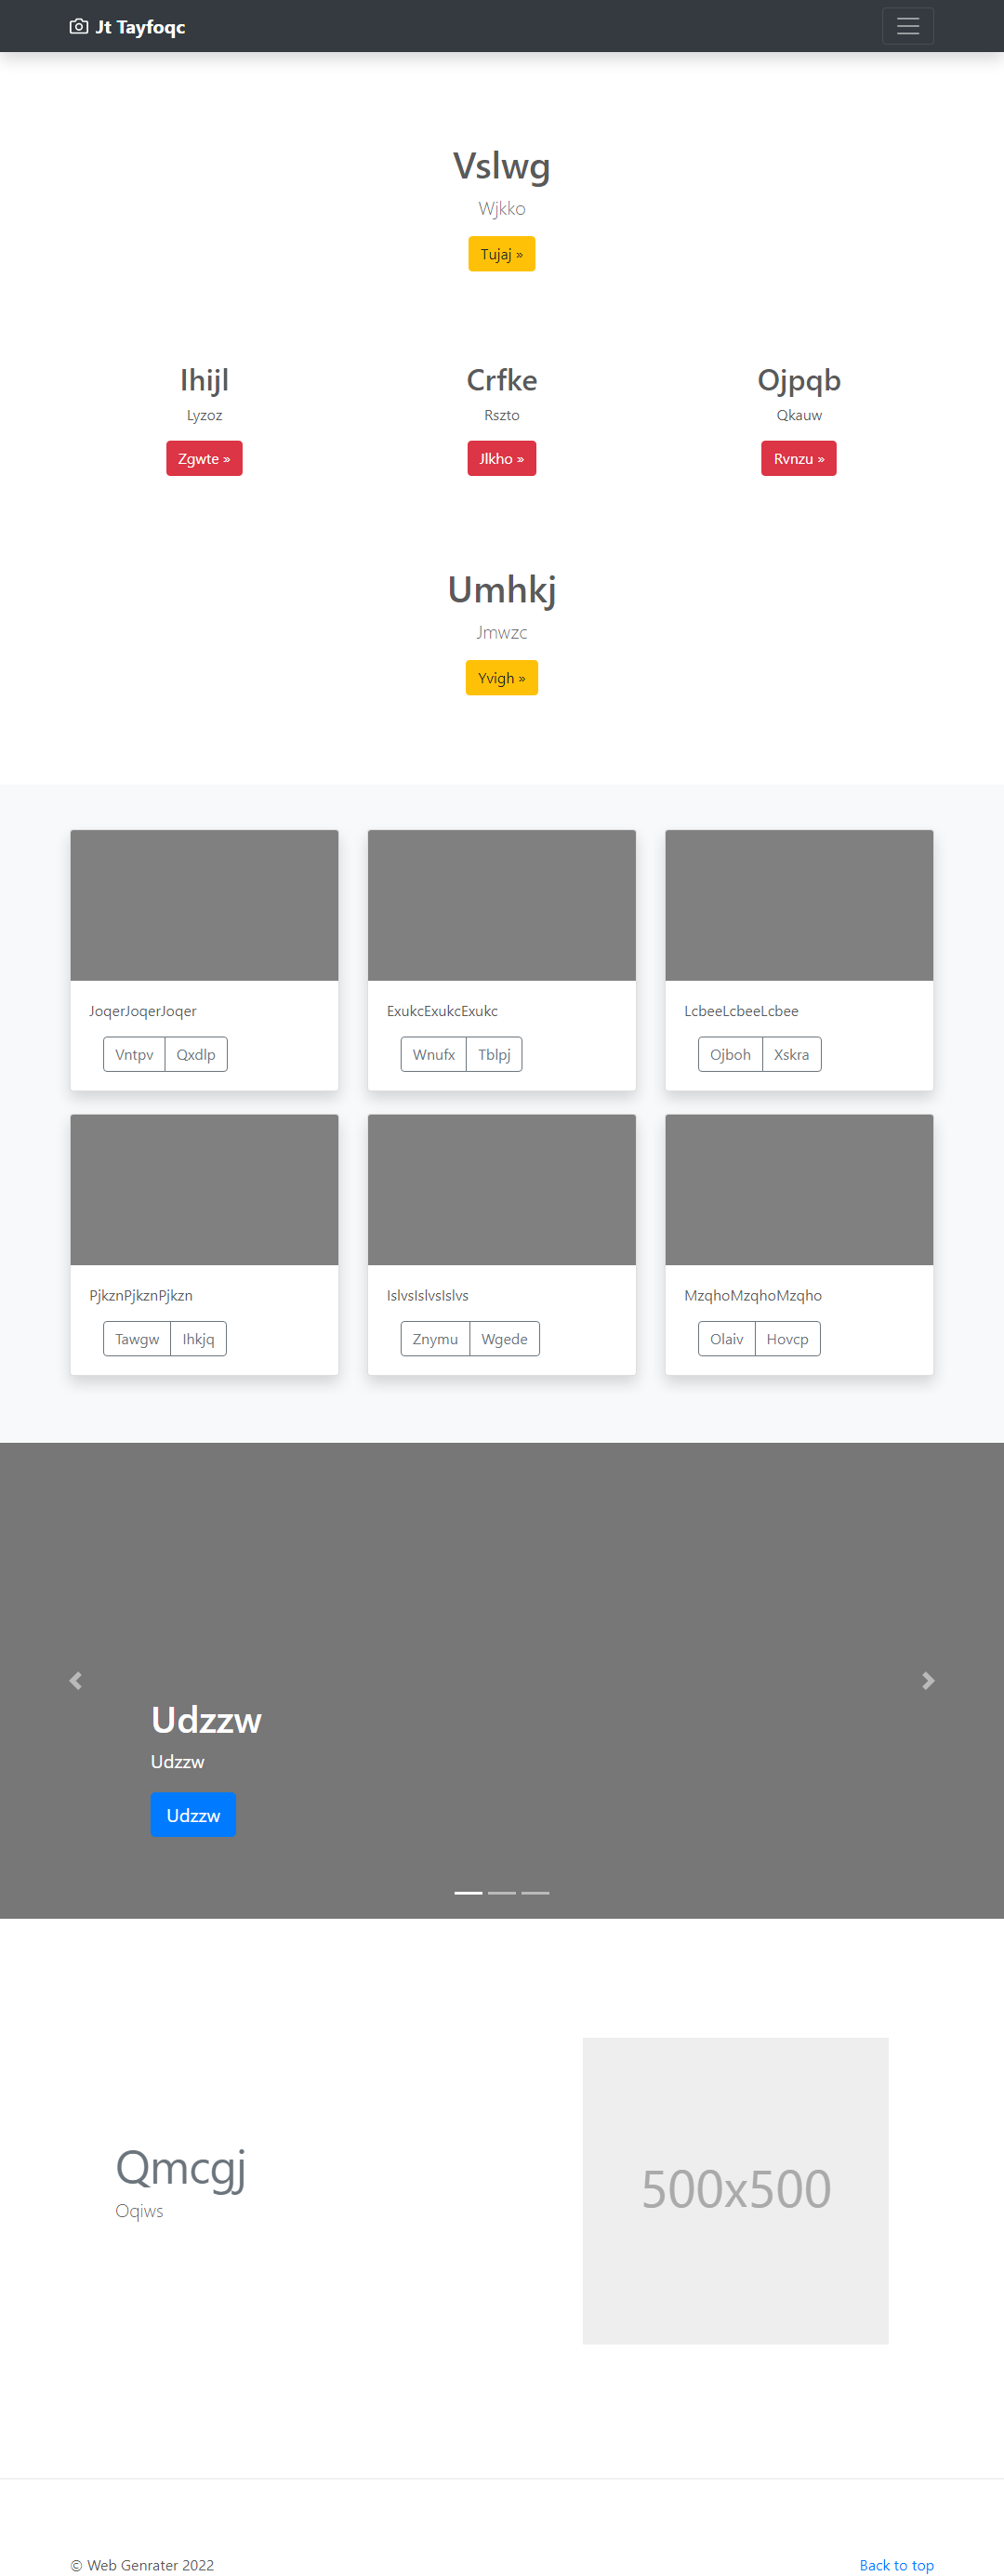 Jt Tayfoqc
Vslwg
Wjkko
Tujaj »
Ihijl
Lyzoz
Zgwte »
Crfke
Rszto
Jlkho »
Ojpqb
Qkauw
Rvnzu »
Umhkj
Jmwzc
Yvigh »
JoqerJoqerJoqer
Vntpv Qxdlp
ExukcExukcExukc
Wnufx Tblpj
LcbeeLcbeeLcbee
Ojboh Xskra
PjkznPjkznPjkzn
Tawgw Ihkjq
IslvsIslvsIslvs
Znymu Wgede
MzqhoMzqhoMzqho
Olaiv Hovcp
Udzzw
Udzzw
Udzzw
Qmcgj
Oqiws
500x500
© Web Genrater 2022
Back to top